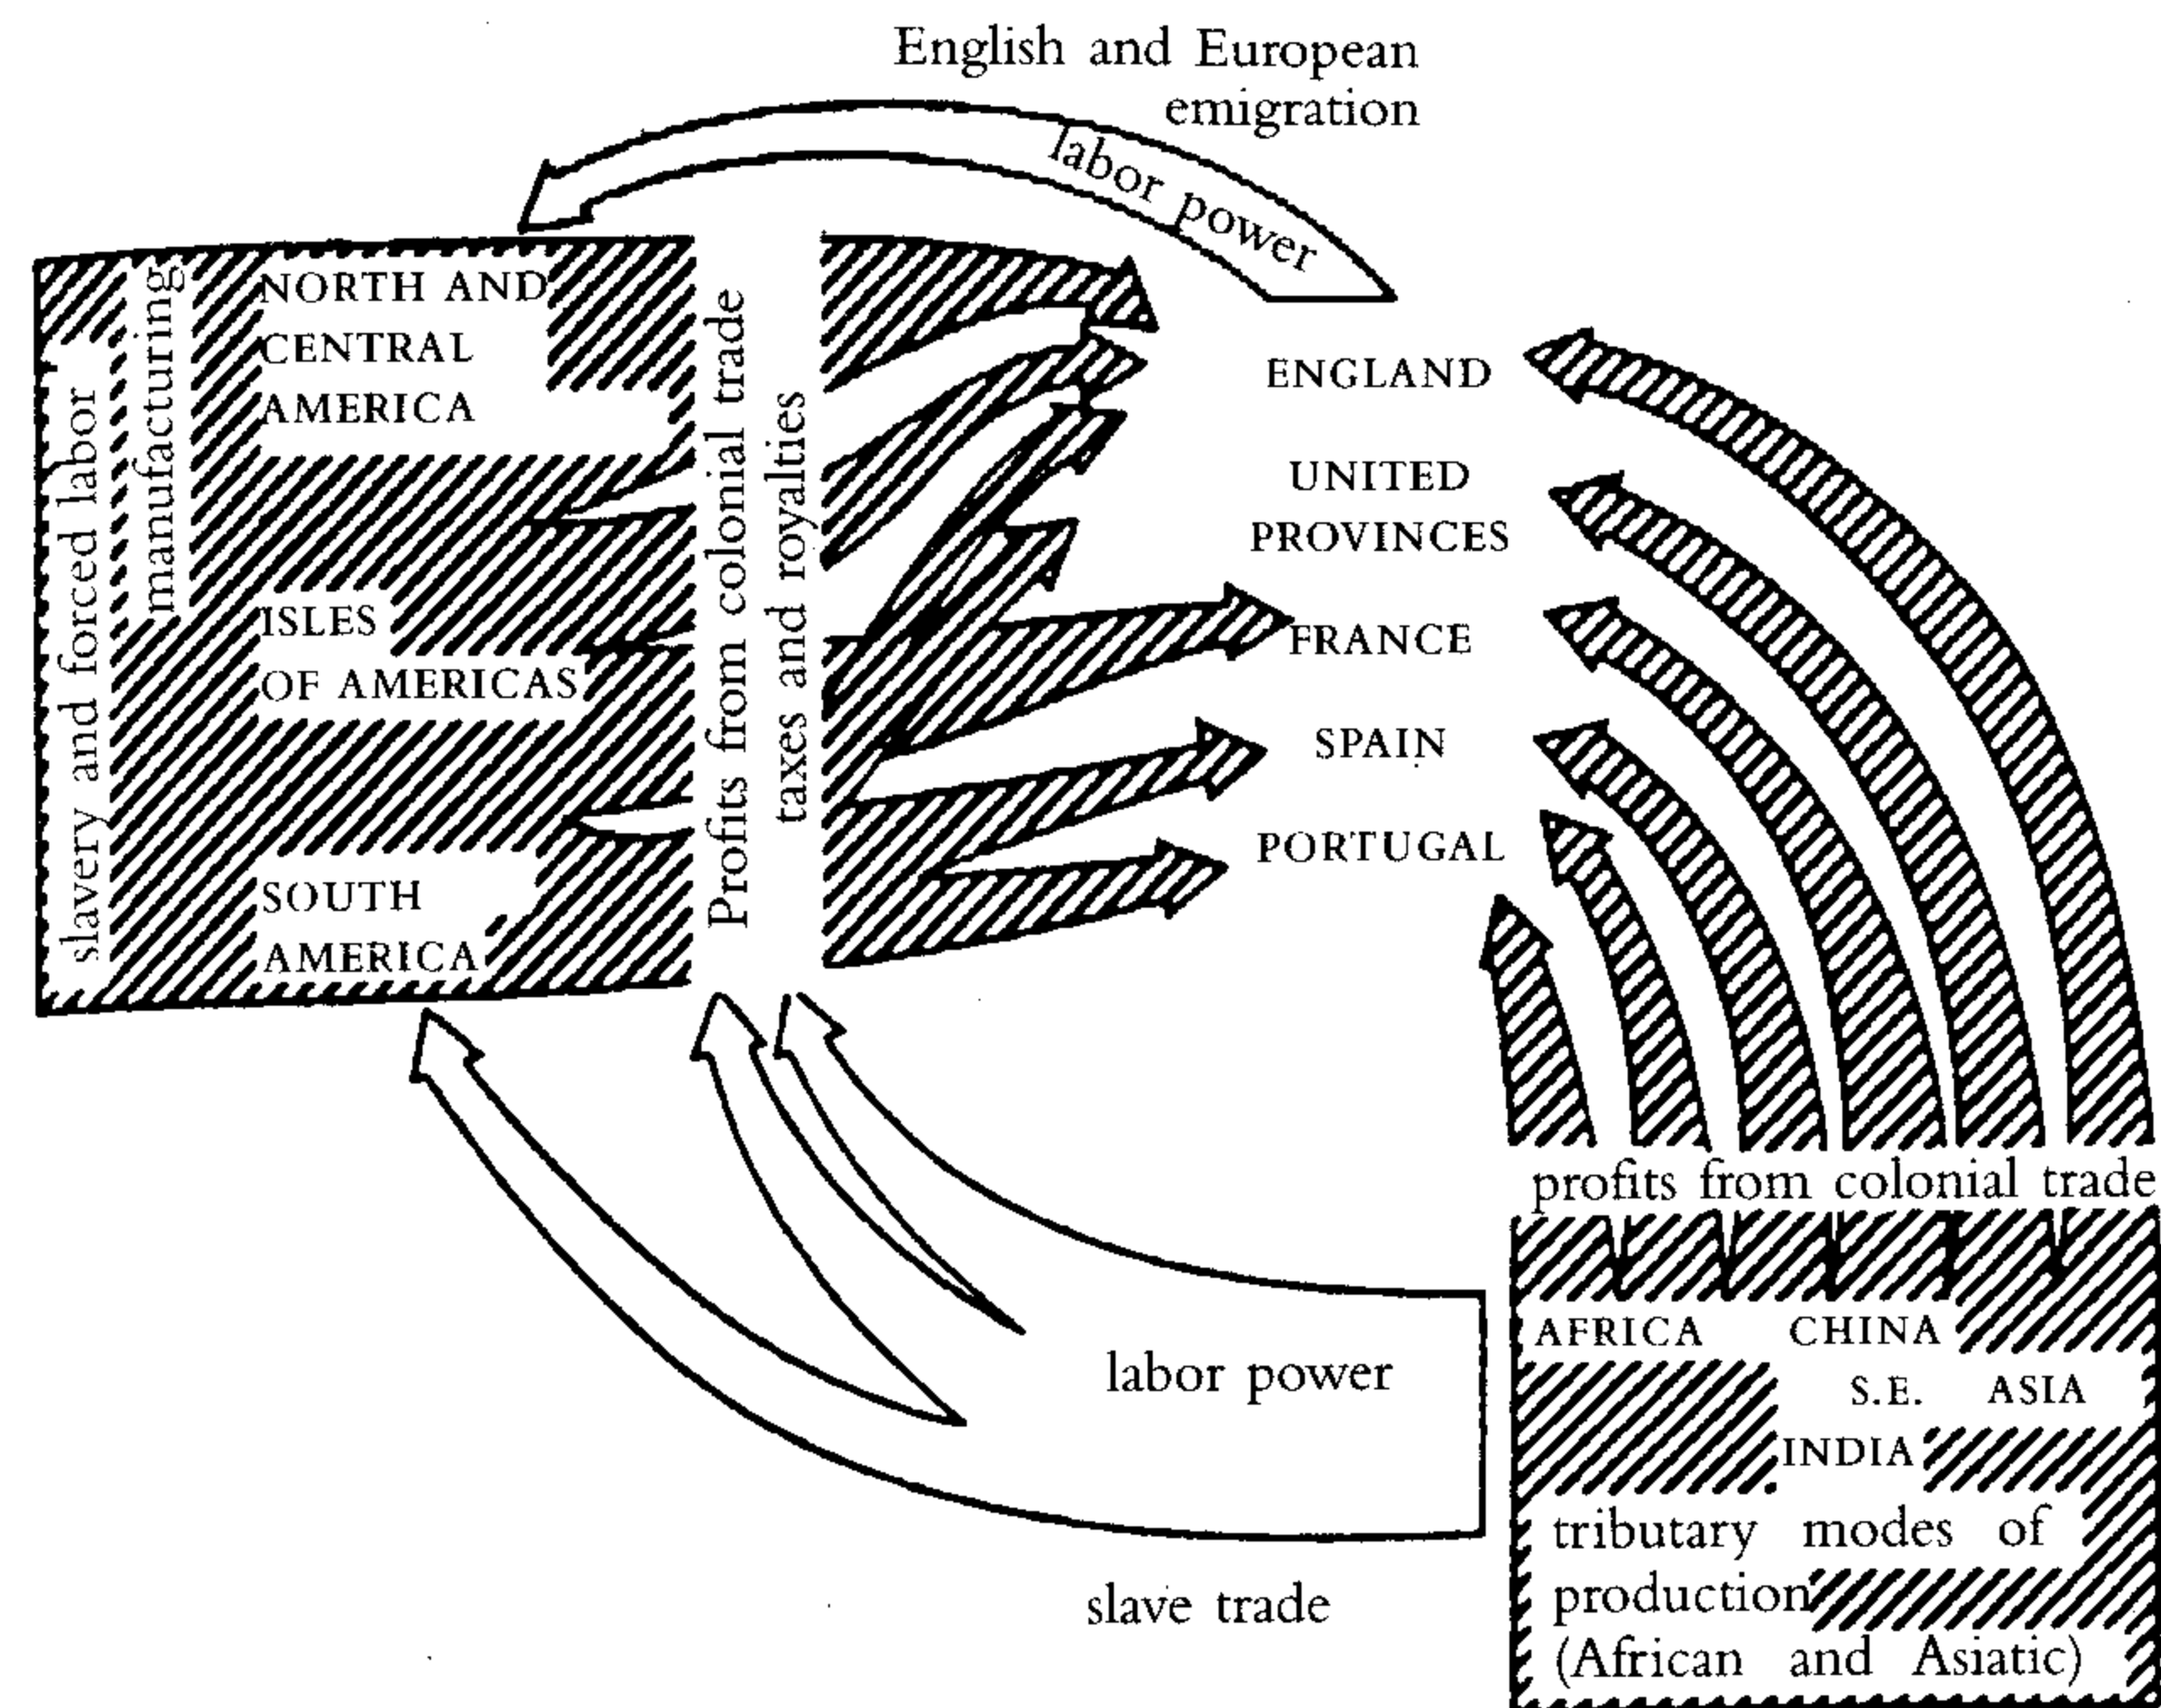 English and European
emigration
labor power
slavery and forced labor
manufacturing
NORTH AND
CENTRAL
AMERICA
ISLES
OF AMERICAS
SOUTH
AMERICA
Profits from colonial trade
taxes and royalties
ENGLAND
UNITED
PROVINCES
FRANCE
SPAIN
PORTUGAL
profits from colonial trade
AFRICA CHINA
S.E. ASIA
INDIA
tributary modes of
production
(African and Asiatic)
labor power
slave trade